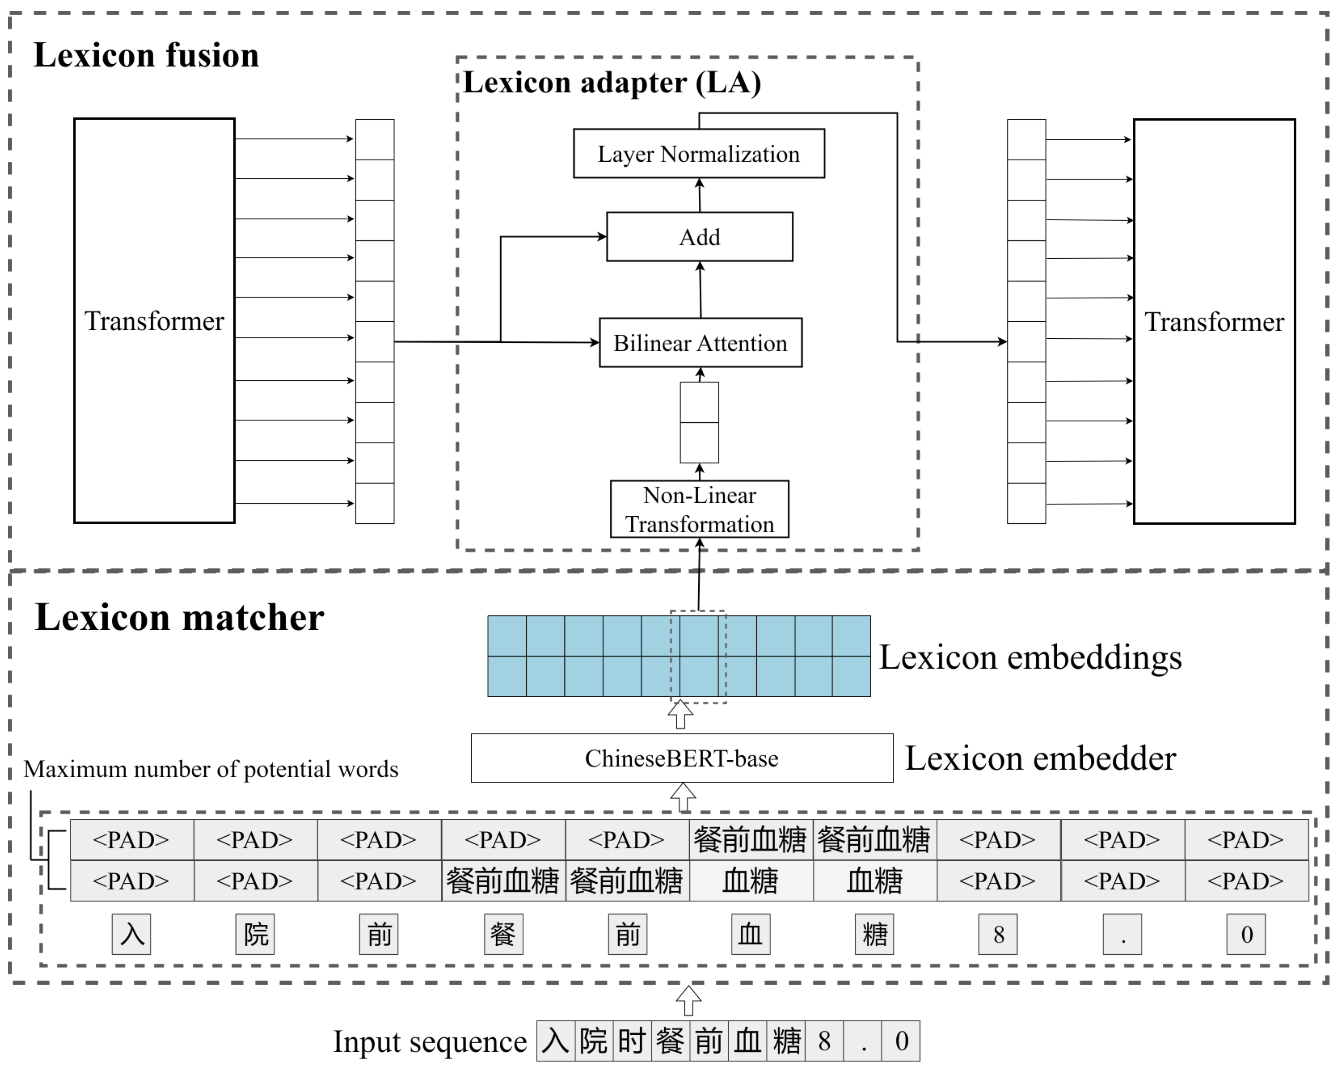 Lexicon fusion
Lexicon adapter (LA)
Layer Normalization
Add
Transformer
Bilinear Attention
Transformer
Non-Linear
Transformation
Lexicon matcher
Lexicon embeddings
ChineseBERT-base
Lexicon embedder
Maximum number of potential words
<PAD> <PAD> <PAD> <PAD> <PAD> 餐前血糖 餐前血糖 <PAD> <PAD> <PAD>
<PAD> <PAD> <PAD> 餐前血糖 餐前血糖 血糖 血糖 <PAD> <PAD> <PAD>
入 院 前 餐 前 血 糖 8 . 0
Input sequence 入 院 时 餐 前 血 糖 8 . 0